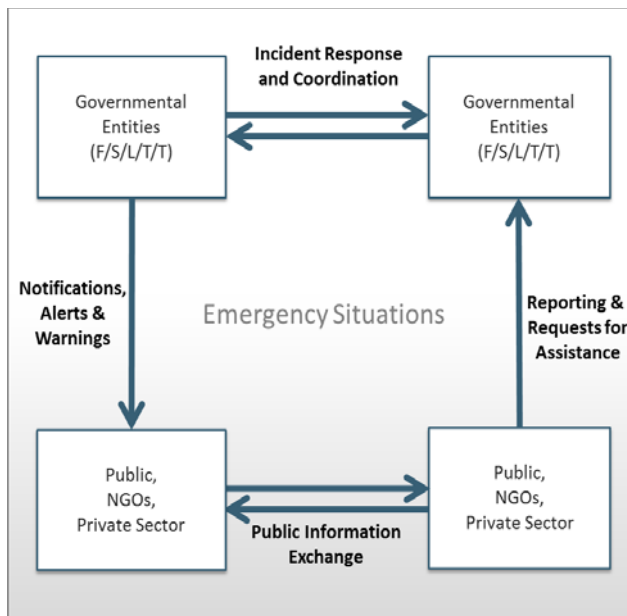 Incident Response
and Coordination
Governmental
Entities
(F/S/L/T/T)
Governmental
Entities
(F/S/L/T/T)
Notifications,
Alerts &
Warnings
Emergency Situations
Reporting &
Requests for
Assistance
Public,
NGOs,
Private Sector
Public,
NGOs,
Private Sector
Public Information
Exchange